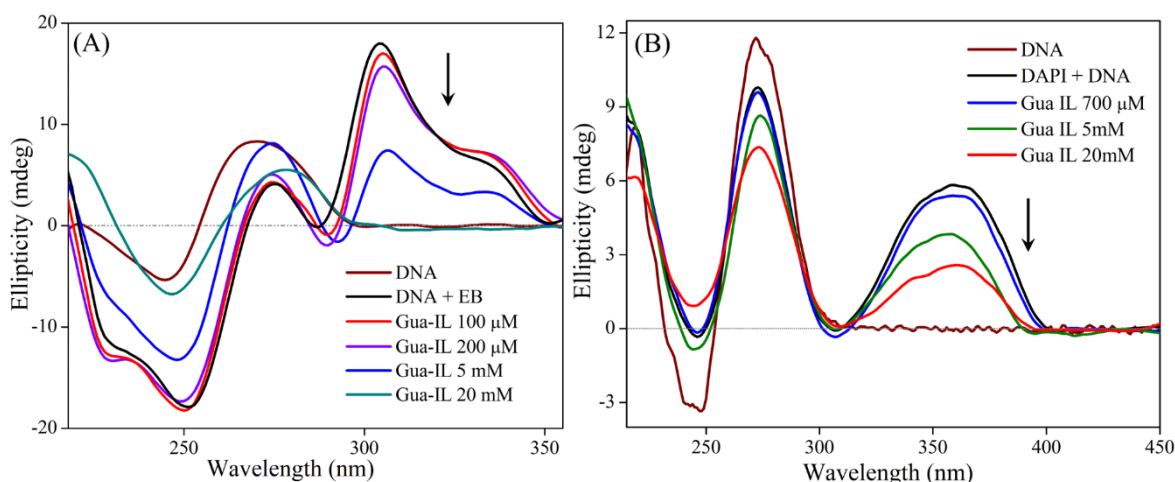 (A)
20
10
0
-10
-20
Ellipticity (mdeg)
DNA
DNA + EB
Gua-IL 100 μM
Gua-IL 200 μM
Gua-IL 5 mM
Gua-IL 20 mM
250
300
350
Wavelength (nm)
(B)
12
9
6
3
0
-3
Ellipticity (mdeg)
DNA
DAPI + DNA
Gua IL 700 μM
Gua IL 5mM
Gua IL 20mM
250
300
350
400
450
Wavelength (nm)